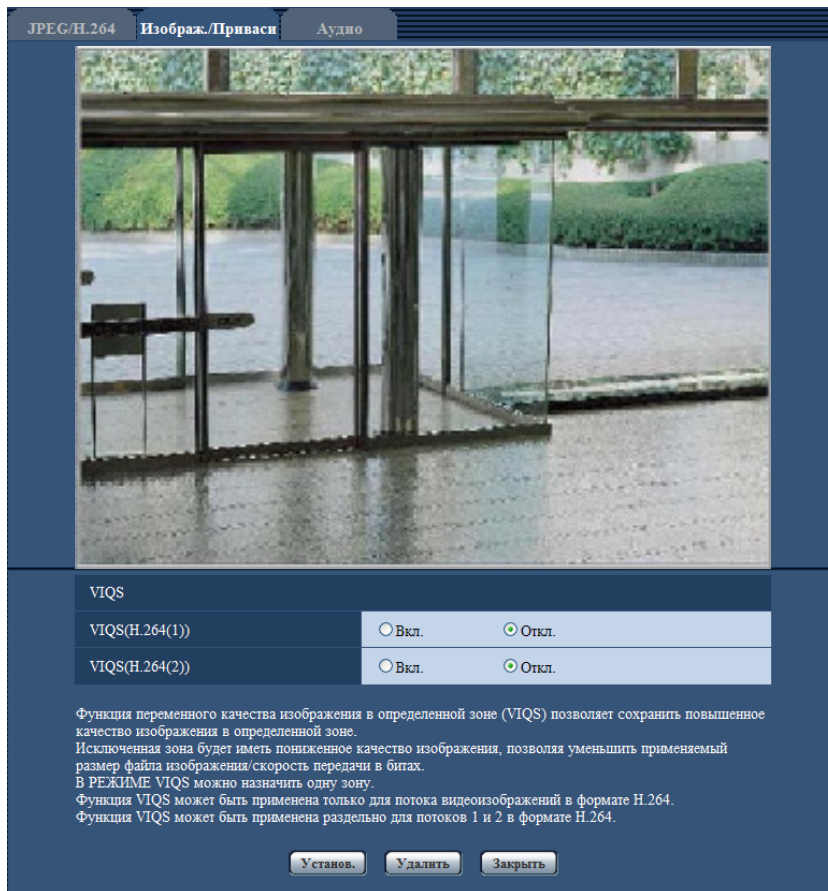 JPEG/H.264 Изображ./Приваси Аудио
VIQS
VIQS(H.264(1)) Вкл. Откл.
VIQS(H.264(2)) Вкл. Откл.
Функция переменного качества изображения в определенной зоне (VIQS) позволяет сохранить повышенное
качество изображения в определенной зоне.
Исключенная зона будет иметь пониженное качество изображения, позволяя уменьшить применяемый
размер файла изображения/скорость передачи в битах.
В РЕЖИМЕ VIQS можно назначить одну зону.
Функция VIQS может быть применена только для потока видеоизображений в формате H.264.
Функция VIQS может быть применена раздельно для потоков 1 и 2 в формате H.264.
Установ. Удалить Закрыть